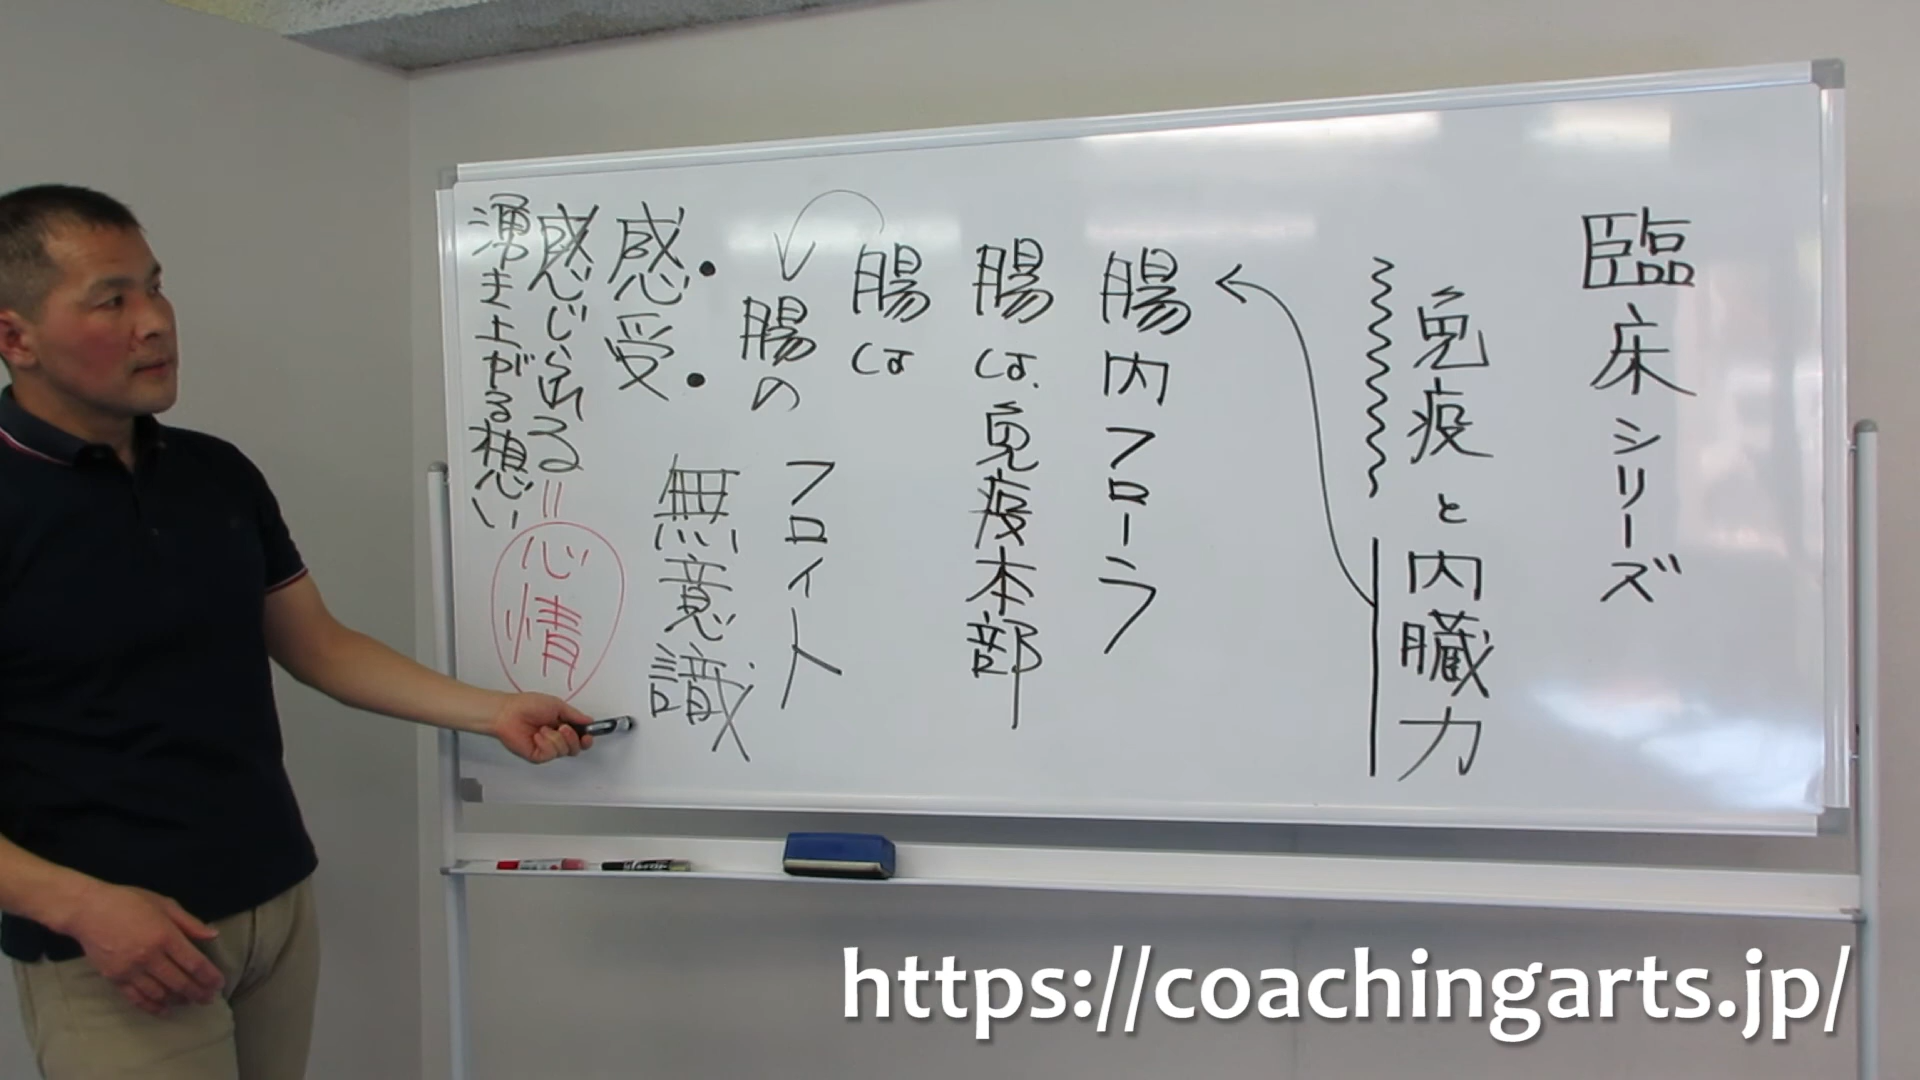 臨床シリーズ
免疫と内臓力
腸内フローラ
腸は、免疫本部
腸は
腸の
フロイト
感受・・
無意識
感じ出る=心情
湧き上がる想い
https://coachingarts.jp/